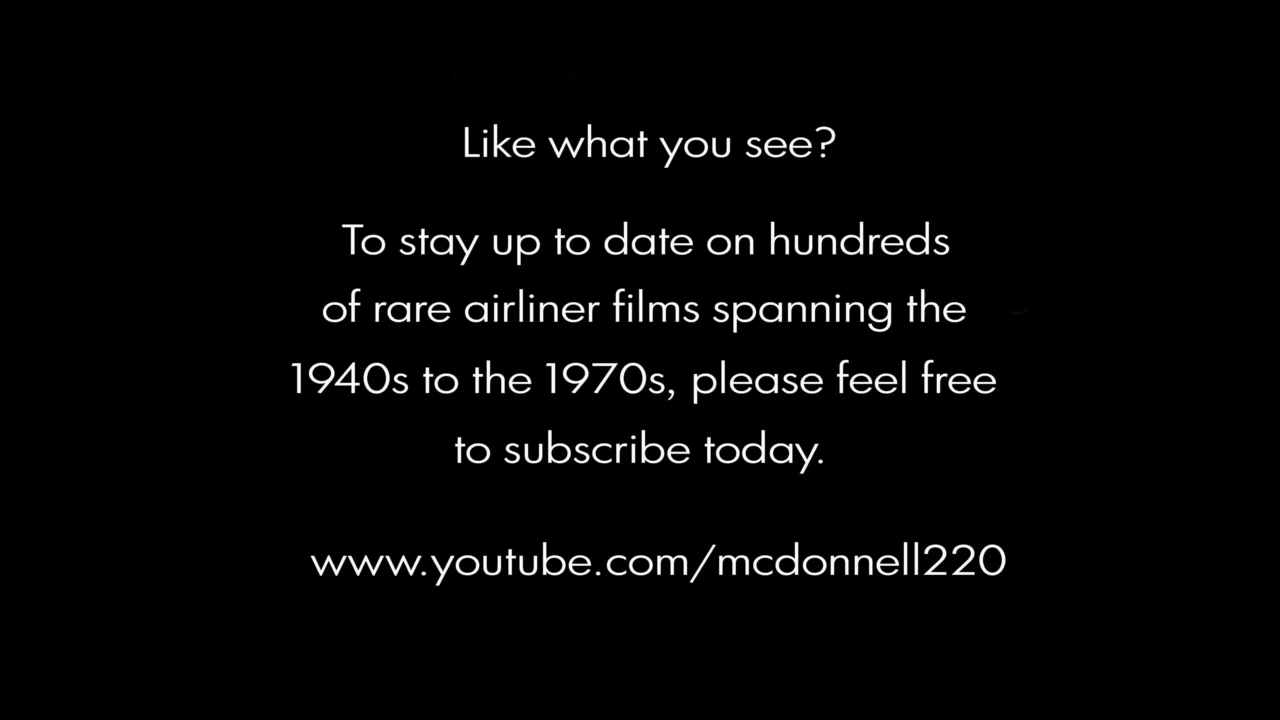 Like what you see?
To stay up to date on hundreds
of rare airliner films spanning the
1940s to the 1970s, please feel free
to subscribe today.
www.youtube.com/mcdonnell220